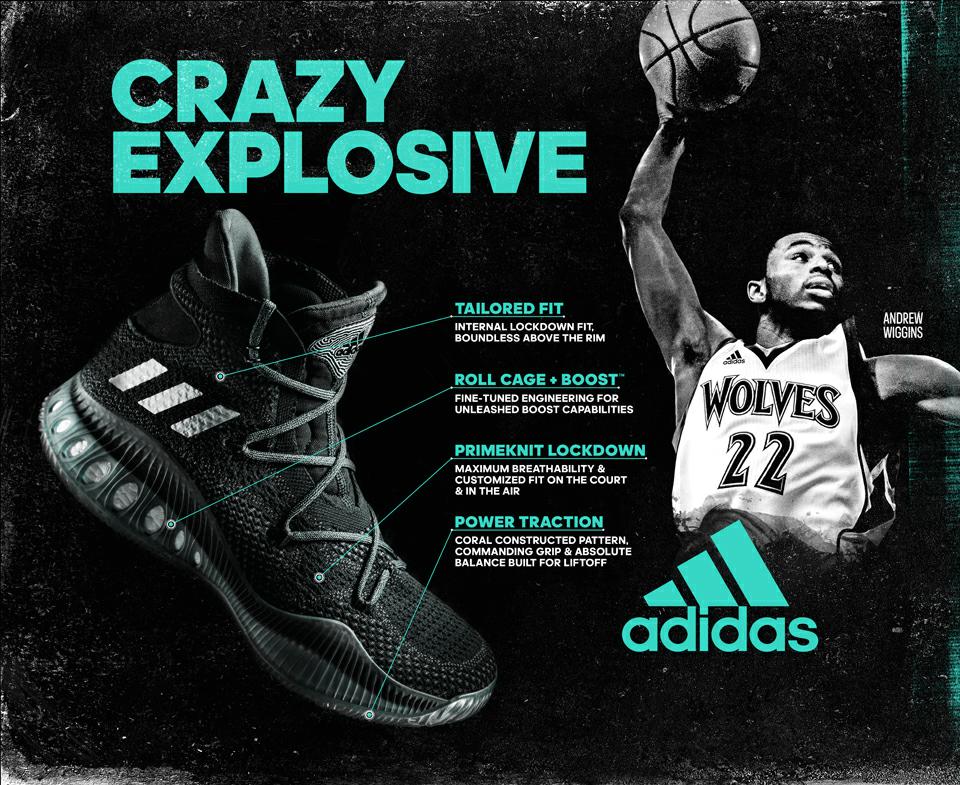 CRAZY
EXPLOSIVE
TAILORED FIT
INTERNAL LOCKDOWN FIT,
BOUNDLESS ABOVE THE RIM
ROLL CAGE + BOOST™
FINE-TUNED ENGINEERING FOR
UNLEASHED BOOST CAPABILITIES
PRIMEKNIT LOCKDOWN
MAXIMUM BREATHABILITY &
CUSTOMIZED FIT ON THE COURT
& IN THE AIR
POWER TRACTION
CORAL CONSTRUCTED PATTERN,
COMMANDING GRIP & ABSOLUTE
BALANCE BUILT FOR LIFTOFF
ANDREW
WIGGINS
adidas
WOLVES
22
adidas
adidas